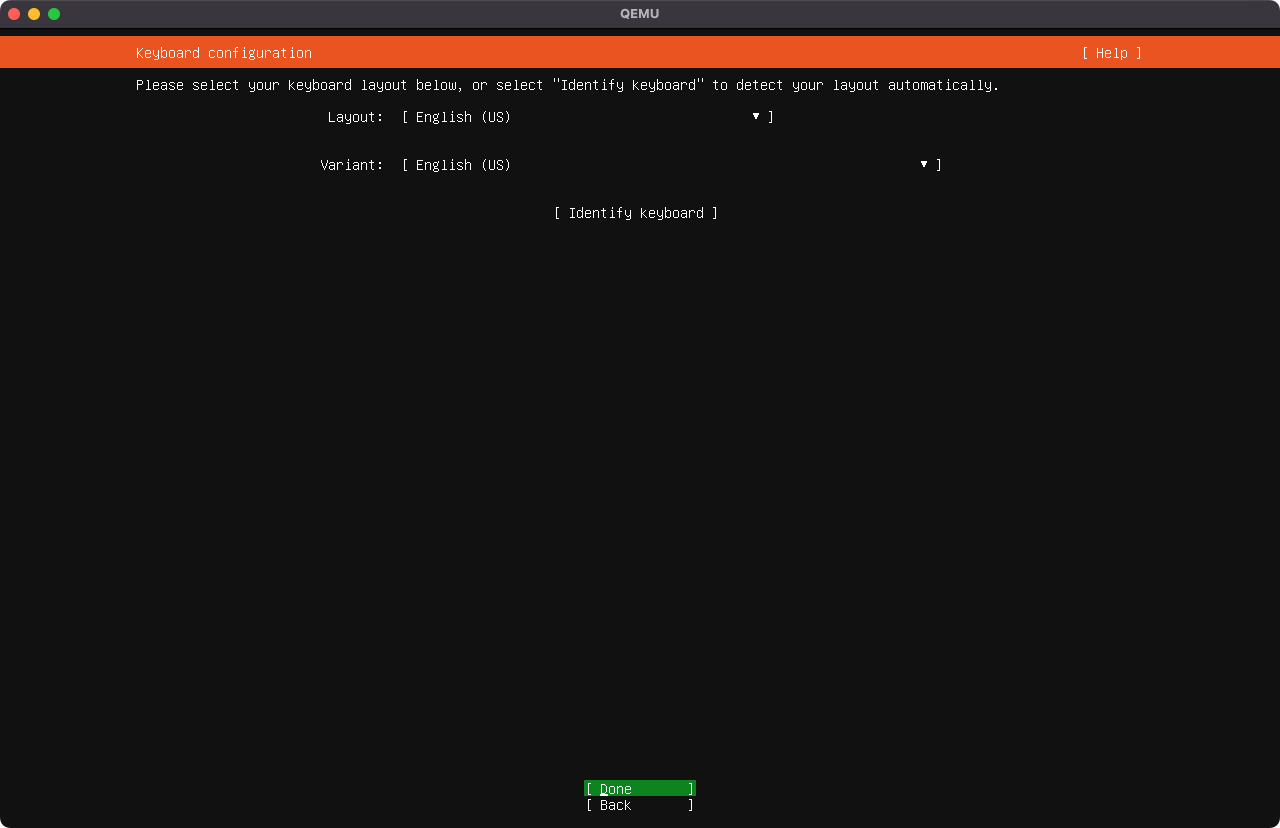 QEMU
Keyboard configuration [ Help ]
Please select your keyboard layout below, or select "Identify keyboard" to detect your layout automatically.
Layout: [ English (US) ▾ ]
Variant: [ English (US) ▾ ]
[ Identify keyboard ]
[ Done ]
[ Back ]